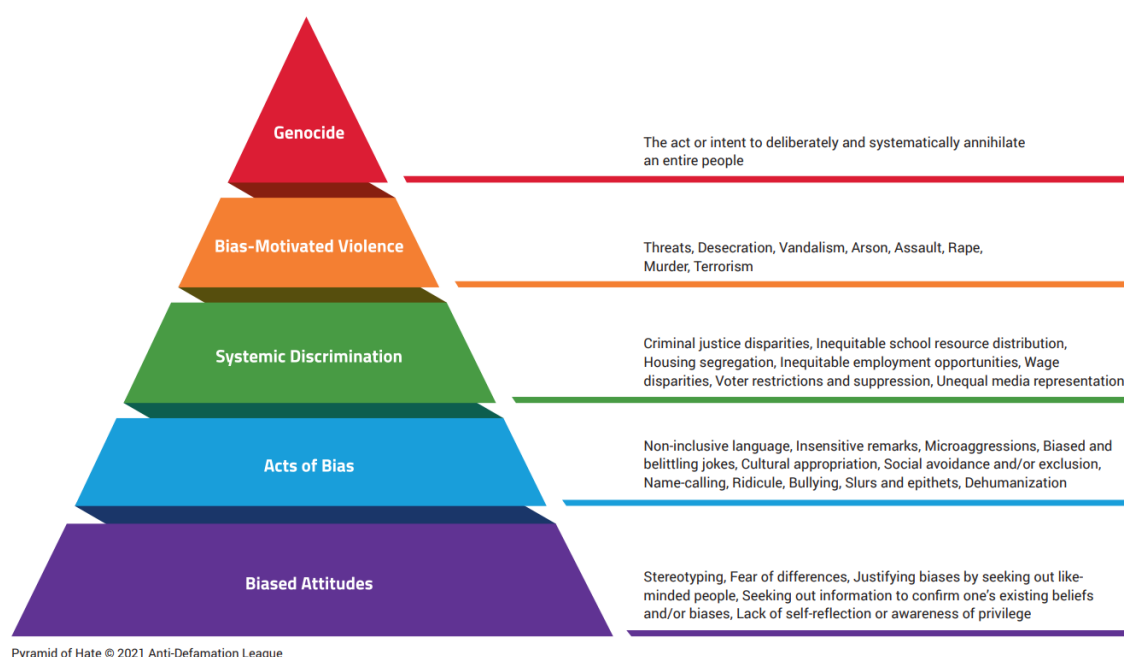 Genocide
The act or intent to deliberately and systematically annihilate
an entire people
Bias-Motivated Violence
Threats, Desecration, Vandalism, Arson, Assault, Rape,
Murder, Terrorism
Systemic Discrimination
Criminal justice disparities, Inequitable school resource distribution,
Housing segregation, Inequitable employment opportunities, Wage
disparities, Voter restrictions and suppression, Unequal media representation
Acts of Bias
Non-inclusive language, Insensitive remarks, Microaggressions, Biased and
belittling jokes, Cultural appropriation, Social avoidance and/or exclusion,
Name-calling, Ridicule, Bullying, Slurs and epithets, Dehumanization
Biased Attitudes
Stereotyping, Fear of differences, Justifying biases by seeking out like-
minded people, Seeking out information to confirm one's existing beliefs
and/or biases, Lack of self-reflection or awareness of privilege
Pyramid of Hate © 2021 Anti-Defamation League